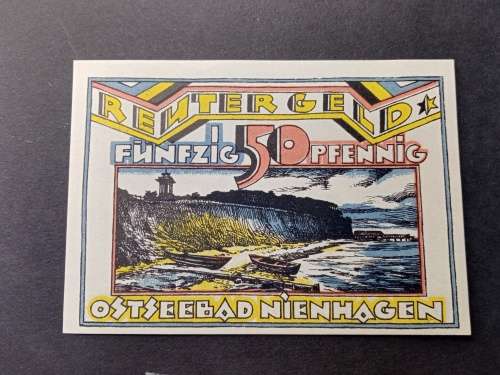 REUTERGELD
FÜNFZIG 50 PFENNIG
OSTSEEBAD NIENHAGEN